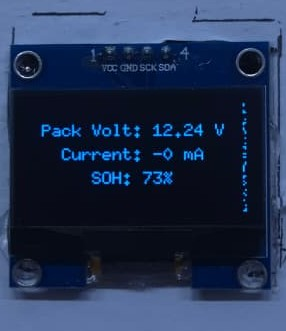 1 4
VCC GND SCK SDA
Pack Volt: 12.24 V
Current: -0 mA
SOH: 73%